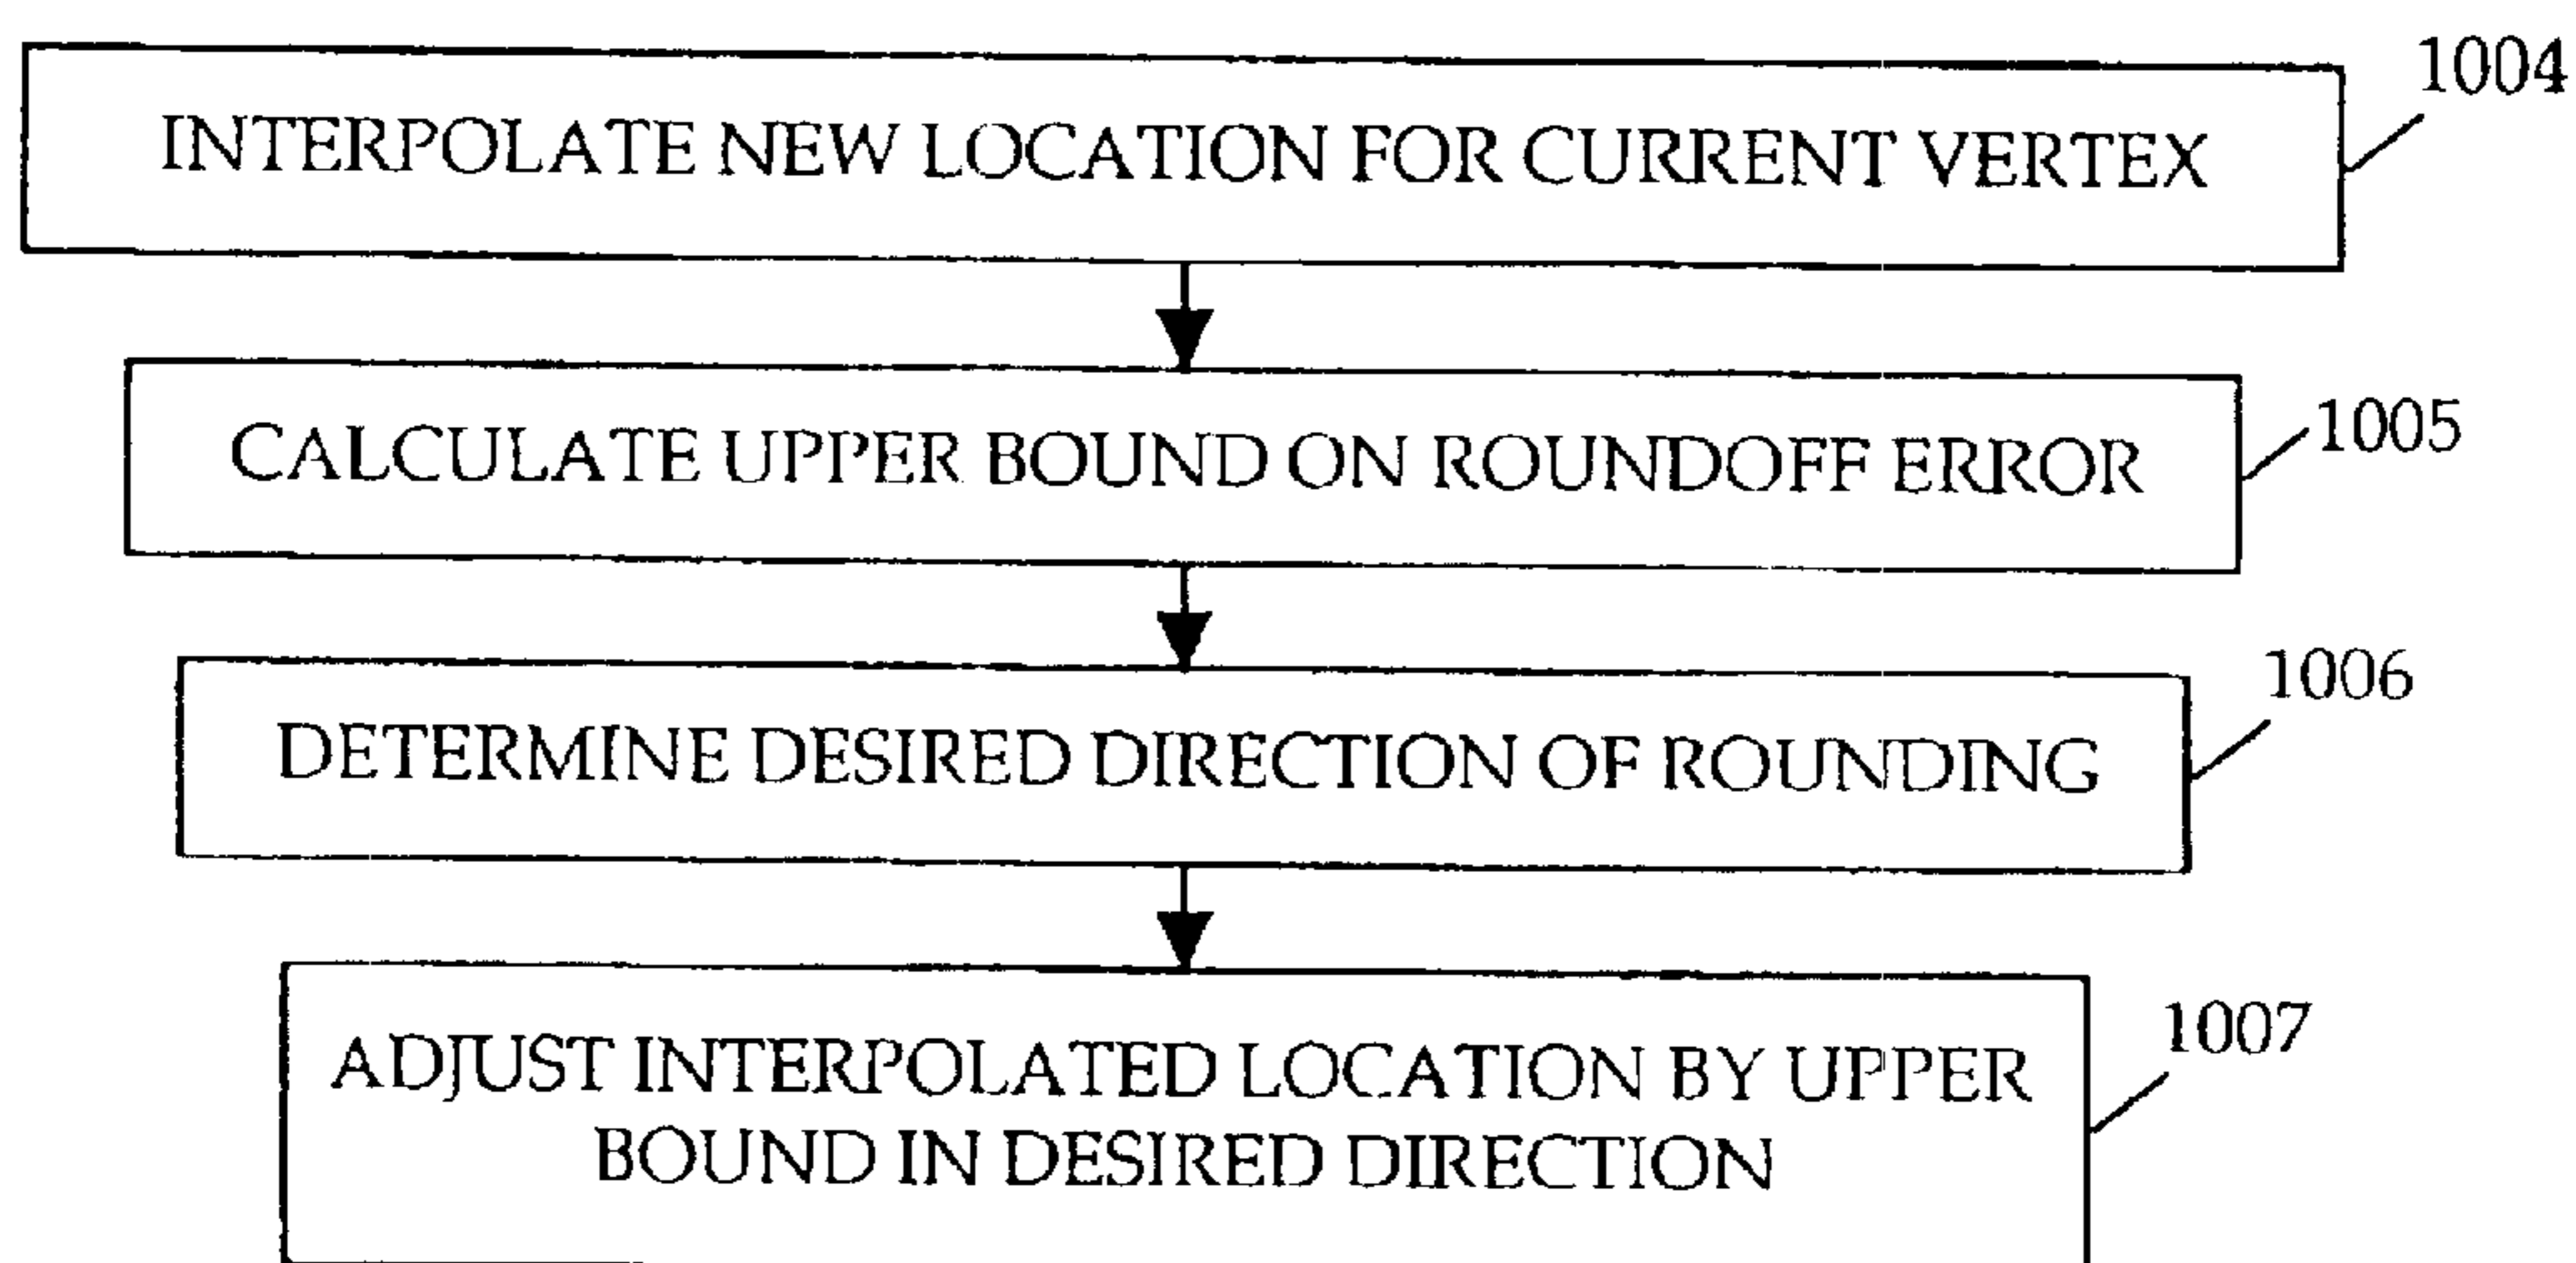 1004
INTERPOLATE NEW LOCATION FOR CURRENT VERTEX
1005
CALCULATE UPPER BOUND ON ROUNDOFF ERROR
1006
DETERMINE DESIRED DIRECTION OF ROUNDING
1007
ADJUST INTERPOLATED LOCATION BY UPPER
BOUND IN DESIRED DIRECTION